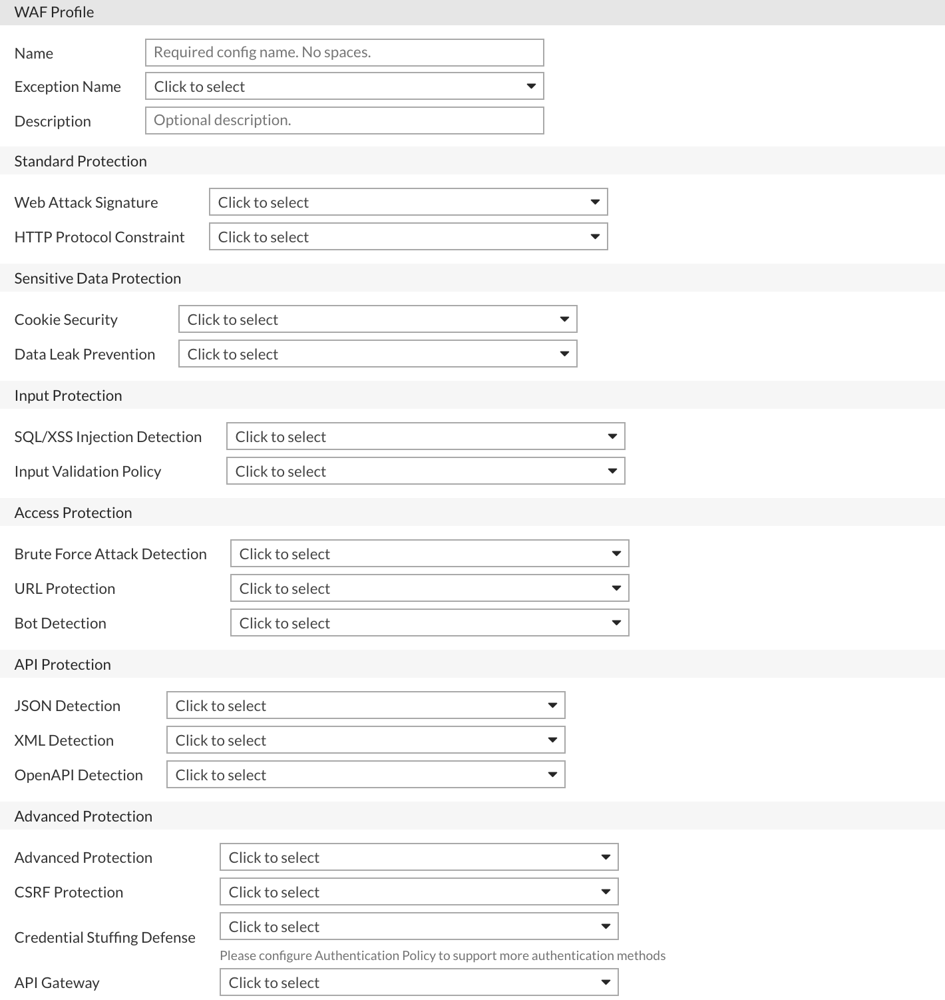 WAF Profile
Name Required config name. No spaces.
Exception Name Click to select
Description Optional description.
Standard Protection
Web Attack Signature Click to select
HTTP Protocol Constraint Click to select
Sensitive Data Protection
Cookie Security Click to select
Data Leak Prevention Click to select
Input Protection
SQL/XSS Injection Detection Click to select
Input Validation Policy Click to select
Access Protection
Brute Force Attack Detection Click to select
URL Protection Click to select
Bot Detection Click to select
API Protection
JSON Detection Click to select
XML Detection Click to select
OpenAPI Detection Click to select
Advanced Protection
Advanced Protection Click to select
CSRF Protection Click to select
Credential Stuffing Defense Click to select
Please configure Authentication Policy to support more authentication methods
API Gateway Click to select